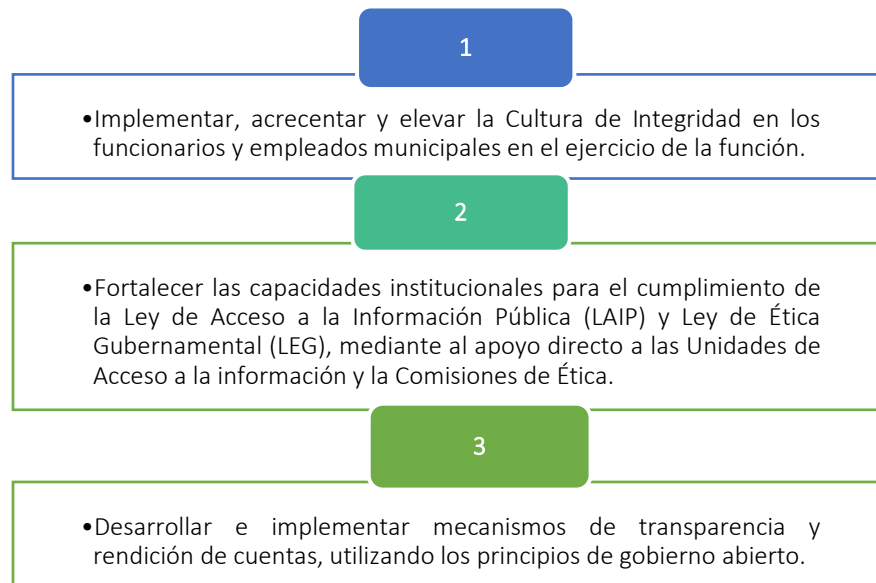 1
•Implementar, acrecentar y elevar la Cultura de Integridad en los
funcionarios y empleados municipales en el ejercicio de la función.
2
•Fortalecer las capacidades institucionales para el cumplimiento de
la Ley de Acceso a la Información Pública (LAIP) y Ley de Ética
Gubernamental (LEG), mediante al apoyo directo a las Unidades de
Acceso a la información y la Comisiones de Ética.
3
•Desarrollar e implementar mecanismos de transparencia y
rendición de cuentas, utilizando los principios de gobierno abierto.